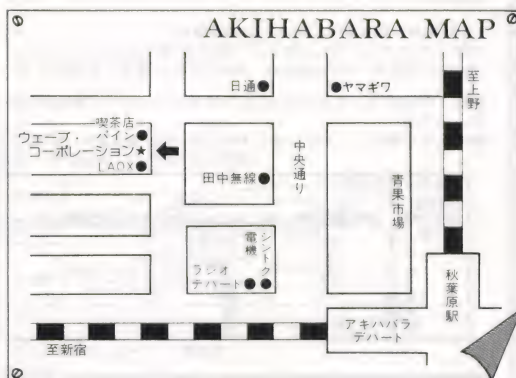 AKIHABARA MAP
日通●
●ヤマギワ
至上野
喫茶店
パイン●
ウェーブ・
コーポレーション★
LAOX●
田中無線●
中央通り
青果市場
シントク
電機
ラジオ
デパート●●
秋葉原駅
アキハバラ
デパート
至新宿